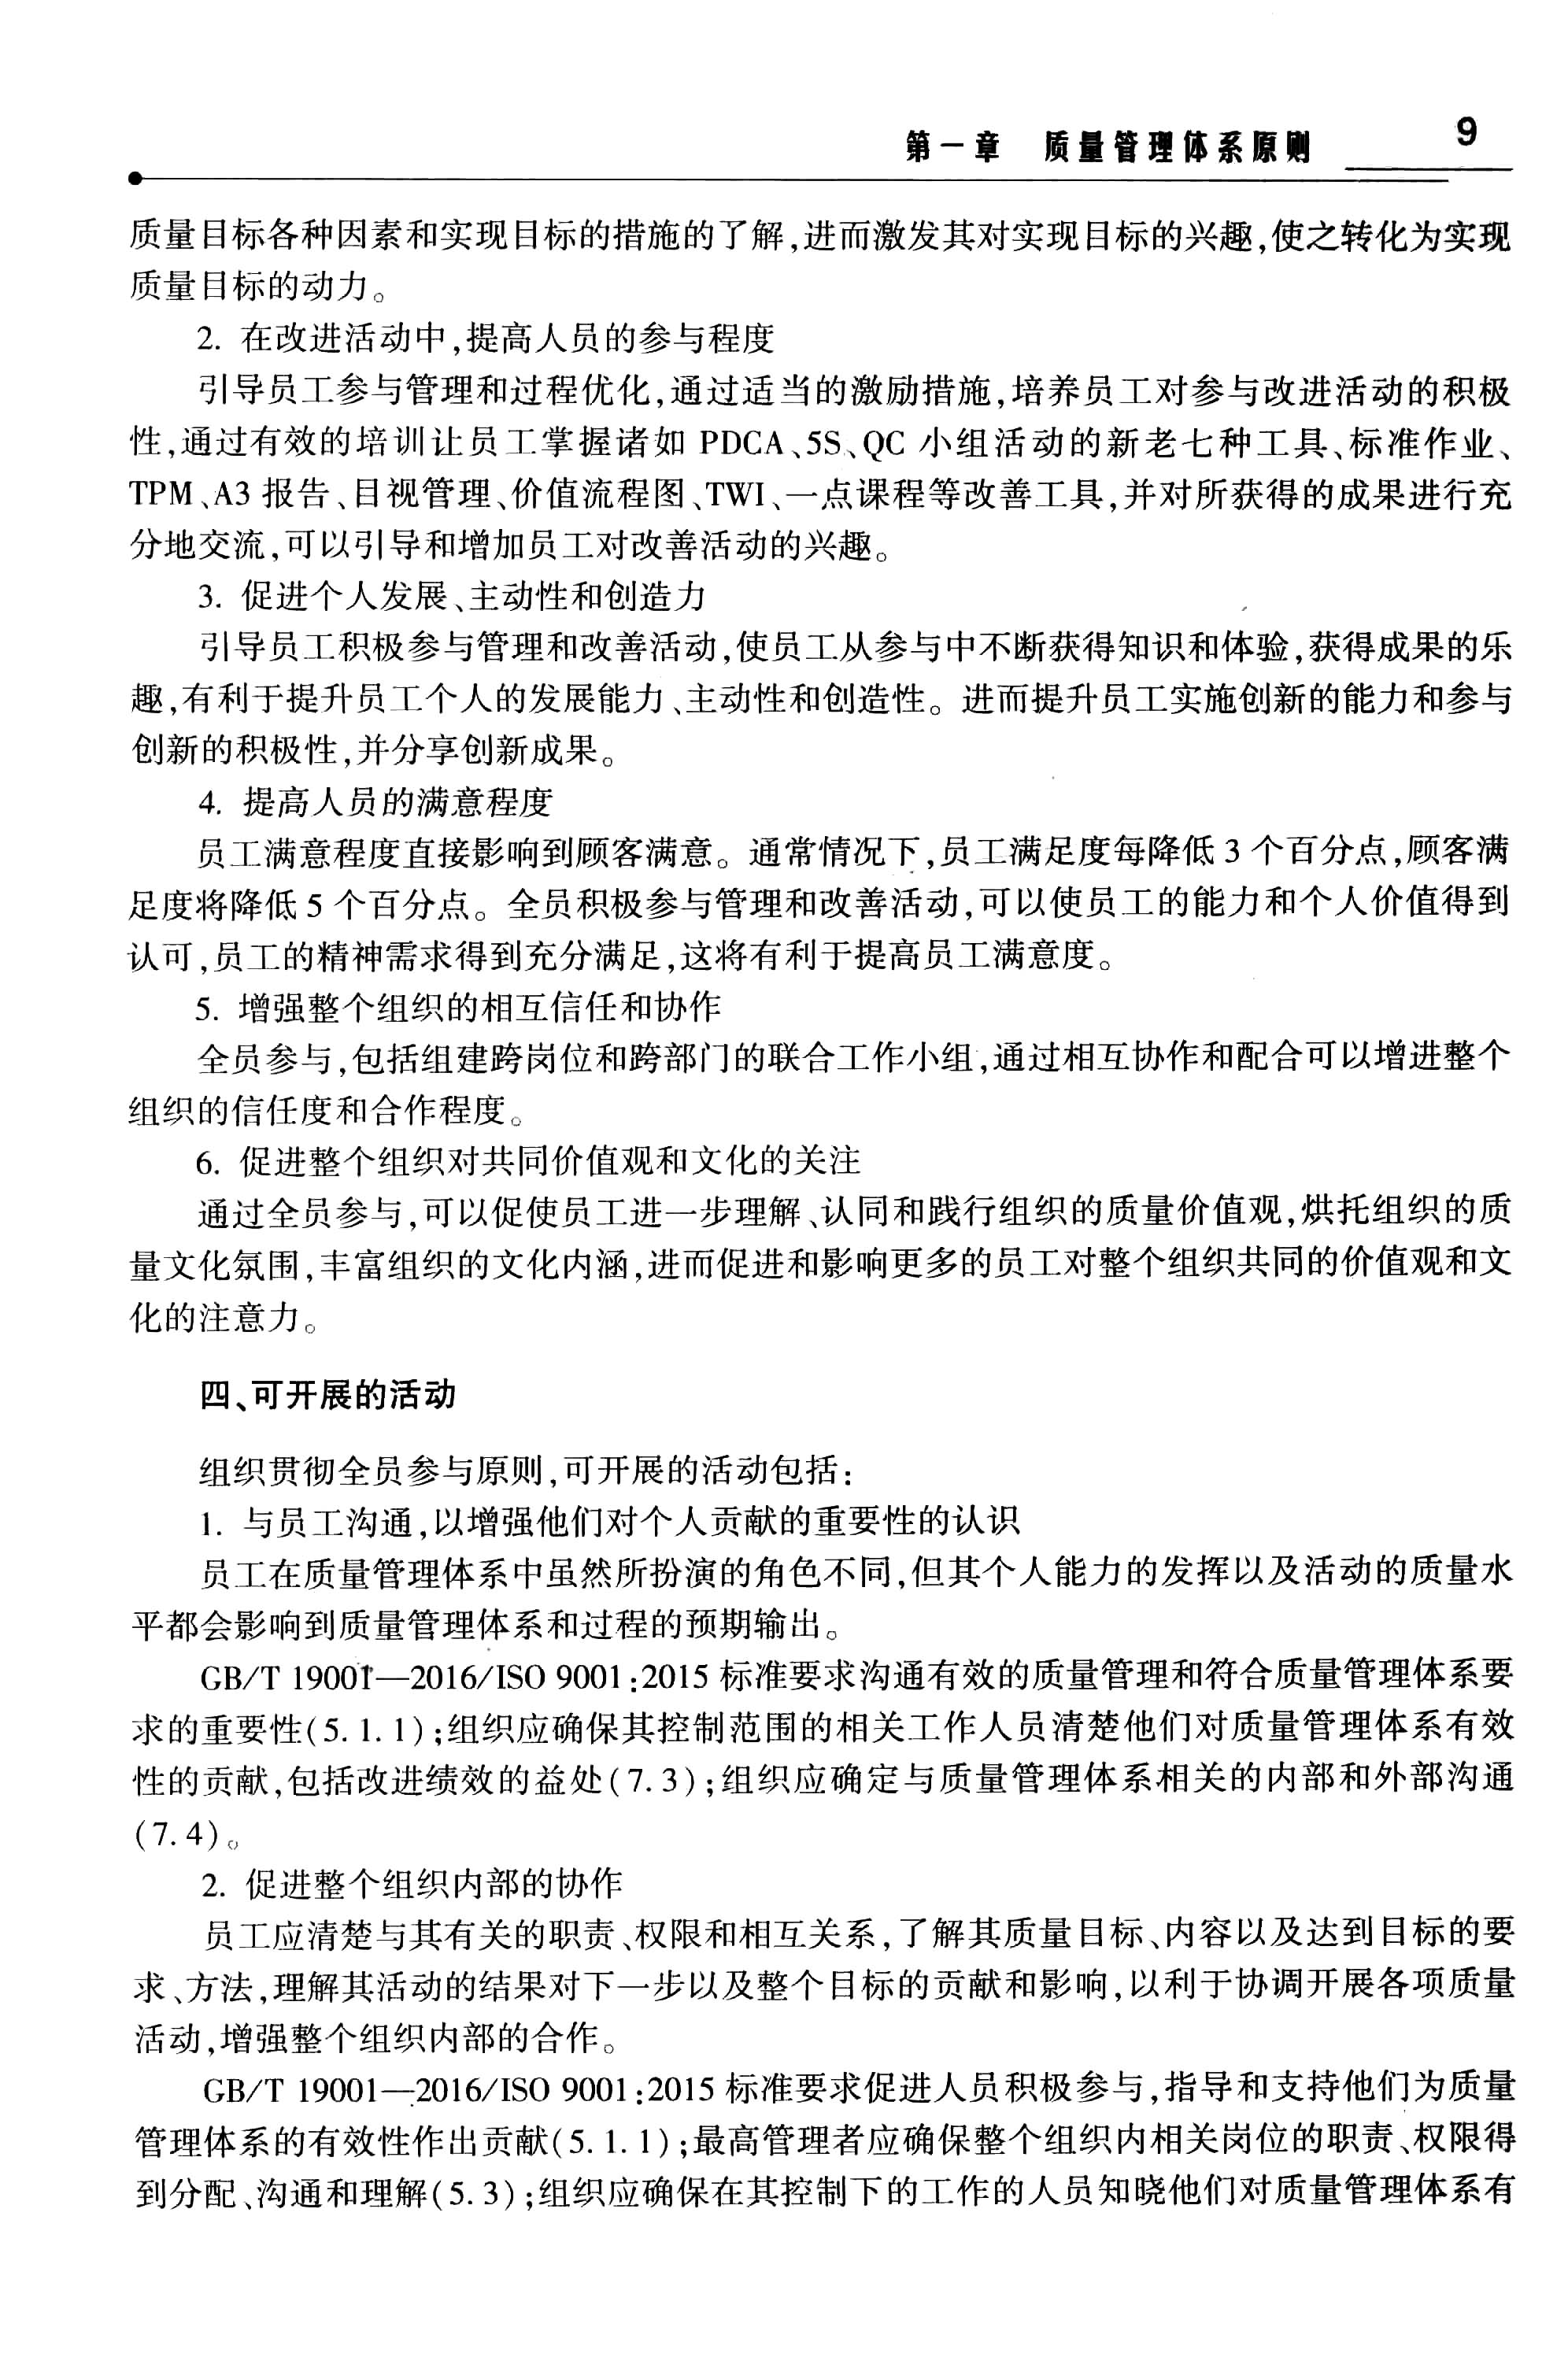 第一章 质量管理体系原则 9
质量目标各种因素和实现目标的措施的了解,进而激发其对实现目标的兴趣,使之转化为实现
质量目标的动力。
2. 在改进活动中,提高人员的参与程度
引导员工参与管理和过程优化,通过适当的激励措施,培养员工对参与改进活动的积极
性,通过有效的培训让员工掌握诸如 PDCA、5S、QC 小组活动的新老七种工具、标准作业、
TPM、A3 报告、目视管理、价值流程图、TWI、一点课程等改善工具,并对所获得的成果进行充
分地交流,可以引导和增加员工对改善活动的兴趣。
3. 促进个人发展、主动性和创造力
引导员工积极参与管理和改善活动,使员工从参与中不断获得知识和体验,获得成果的乐
趣,有利于提升员工个人的发展能力、主动性和创造性。进而提升员工实施创新的能力和参与
创新的积极性,并分享创新成果。
4. 提高人员的满意程度
员工满意程度直接影响到顾客满意。通常情况下,员工满足度每降低 3 个百分点,顾客满
足度将降低 5 个百分点。全员积极参与管理和改善活动,可以使员工的能力和个人价值得到
认可,员工的精神需求得到充分满足,这将有利于提高员工满意度。
5. 增强整个组织的相互信任和协作
全员参与,包括组建跨岗位和跨部门的联合工作小组,通过相互协作和配合可以增进整个
组织的信任度和合作程度。
6. 促进整个组织对共同价值观和文化的关注
通过全员参与,可以促使员工进一步理解、认同和践行组织的质量价值观,烘托组织的质
量文化氛围,丰富组织的文化内涵,进而促进和影响更多的员工对整个组织共同的价值观和文
化的注意力。
四、可开展的活动
组织贯彻全员参与原则,可开展的活动包括:
1. 与员工沟通,以增强他们对个人贡献的重要性的认识
员工在质量管理体系中虽然所扮演的角色不同,但其个人能力的发挥以及活动的质量水
平都会影响到质量管理体系和过程的预期输出。
GB/T 19001—2016/ISO 9001:2015 标准要求沟通有效的质量管理和符合质量管理体系要
求的重要性(5. 1. 1);组织应确保其控制范围的相关工作人员清楚他们对质量管理体系有效
性的贡献,包括改进绩效的益处(7. 3);组织应确定与质量管理体系相关的内部和外部沟通
(7. 4)。
2. 促进整个组织内部的协作
员工应清楚与其有关的职责、权限和相互关系,了解其质量目标、内容以及达到目标的要
求、方法,理解其活动的结果对下一步以及整个目标的贡献和影响,以利于协调开展各项质量
活动,增强整个组织内部的合作。
GB/T 19001—2016/ISO 9001:2015 标准要求促进人员积极参与,指导和支持他们为质量
管理体系的有效性作出贡献(5. 1. 1);最高管理者应确保整个组织内相关岗位的职责、权限得
到分配、沟通和理解(5. 3);组织应确保在其控制下的工作的人员知晓他们对质量管理体系有